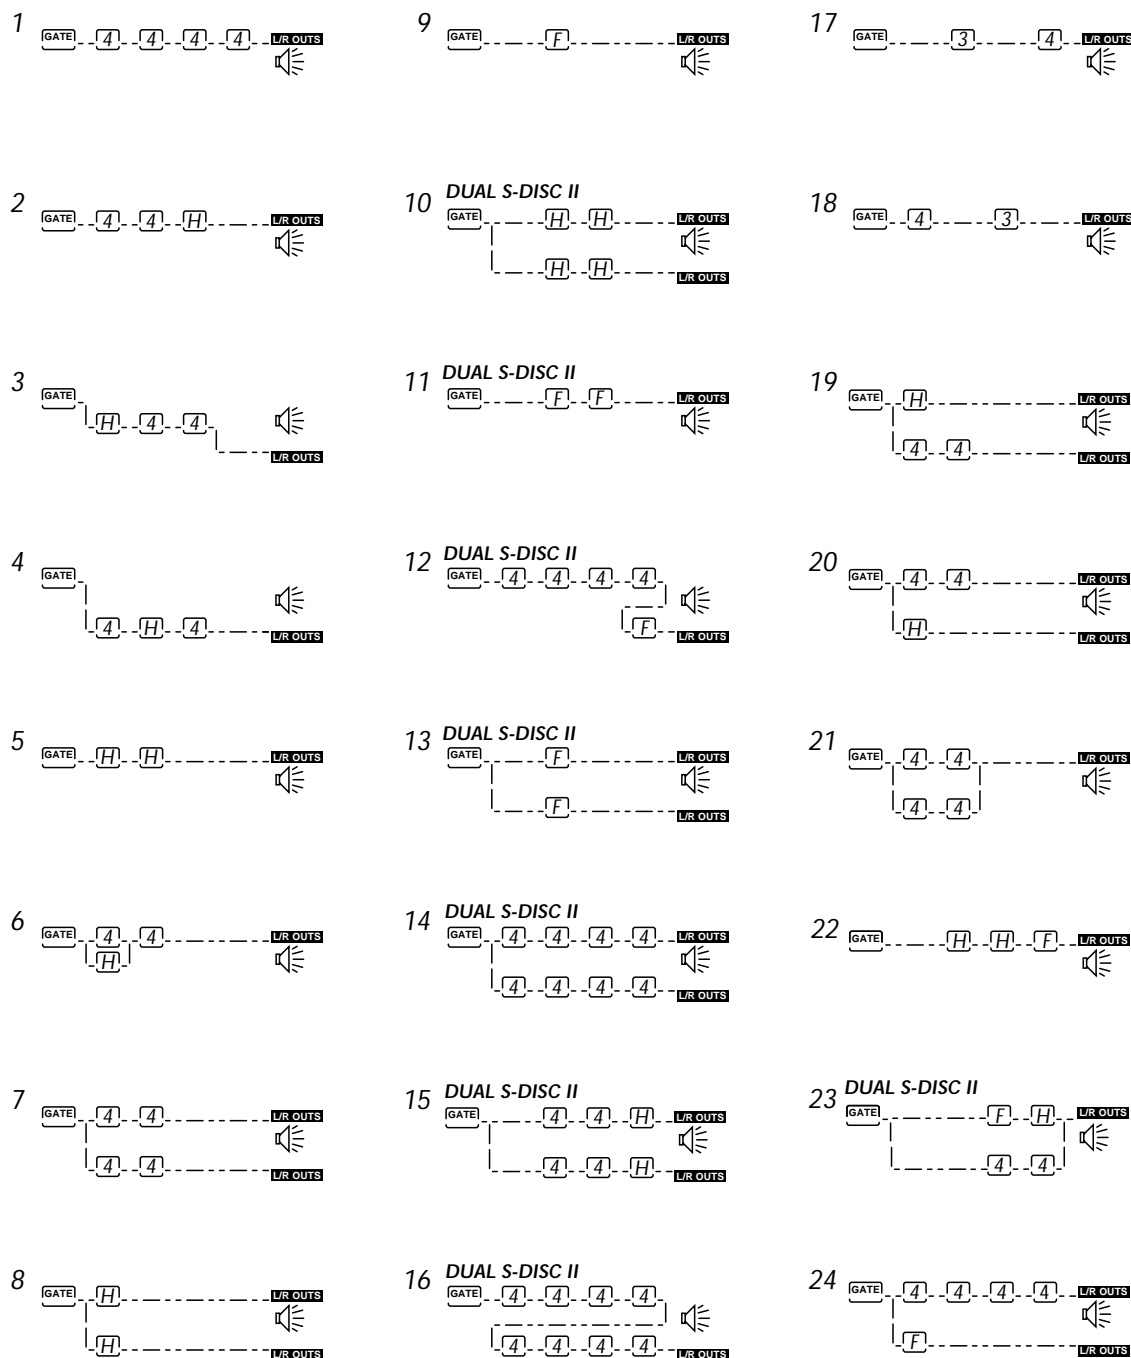 1
GATE 4 4 4 4 L/R OUTS
2
GATE 4 4 H L/R OUTS
3
GATE
H 4 4
L/R OUTS
4
GATE
4 H 4 L/R OUTS
5
GATE H H L/R OUTS
6
GATE 4 4 L/R OUTS
H
7
GATE 4 4 L/R OUTS
4 4 L/R OUTS
8
GATE H L/R OUTS
H L/R OUTS
9
GATE F L/R OUTS
10 DUAL S-DISC II
GATE H H L/R OUTS
H H L/R OUTS
11 DUAL S-DISC II
GATE F F L/R OUTS
12 DUAL S-DISC II
GATE 4 4 4 4
F L/R OUTS
13 DUAL S-DISC II
GATE F L/R OUTS
F L/R OUTS
14 DUAL S-DISC II
GATE 4 4 4 4 L/R OUTS
4 4 4 4 L/R OUTS
15 DUAL S-DISC II
GATE 4 4 H L/R OUTS
4 4 H L/R OUTS
16 DUAL S-DISC II
GATE 4 4 4 4
4 4 4 4 L/R OUTS
17
GATE 3 4 L/R OUTS
18
GATE 4 3 L/R OUTS
19
GATE H L/R OUTS
4 4 L/R OUTS
20
GATE 4 4 L/R OUTS
H L/R OUTS
21
GATE 4 4 L/R OUTS
4 4
22
GATE H H F L/R OUTS
23 DUAL S-DISC II
GATE F H L/R OUTS
4 4
24
GATE 4 4 4 4 L/R OUTS
F L/R OUTS